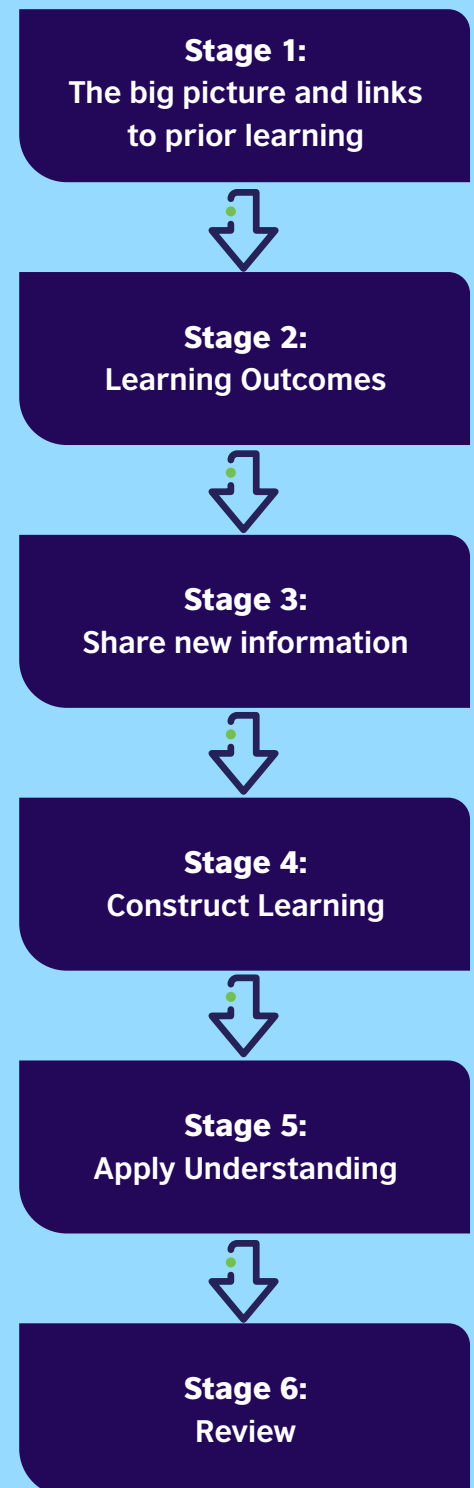 Stage 1:
The big picture and links
to prior learning
Stage 2:
Learning Outcomes
Stage 3:
Share new information
Stage 4:
Construct Learning
Stage 5:
Apply Understanding
Stage 6:
Review